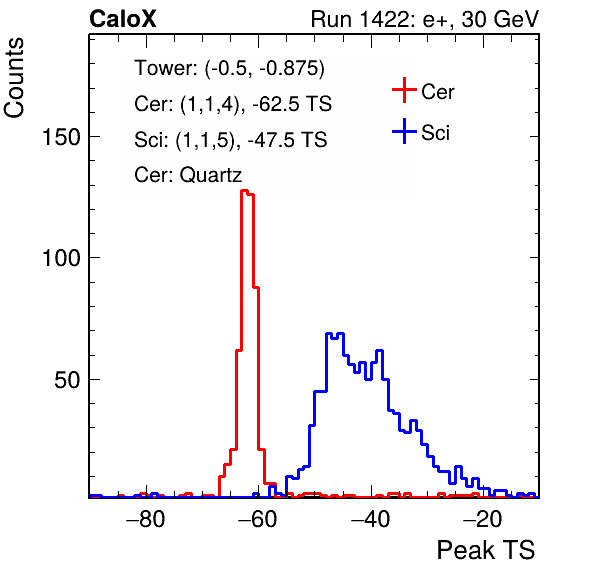 CaloX Run 1422: e+, 30 GeV
Counts
Tower: (-0.5, -0.875)
Cer: (1,1,4), -62.5 TS
Sci: (1,1,5), -47.5 TS
Cer: Quartz
Cer
Sci
150
100
50
−80 −60 −40 −20
Peak TS